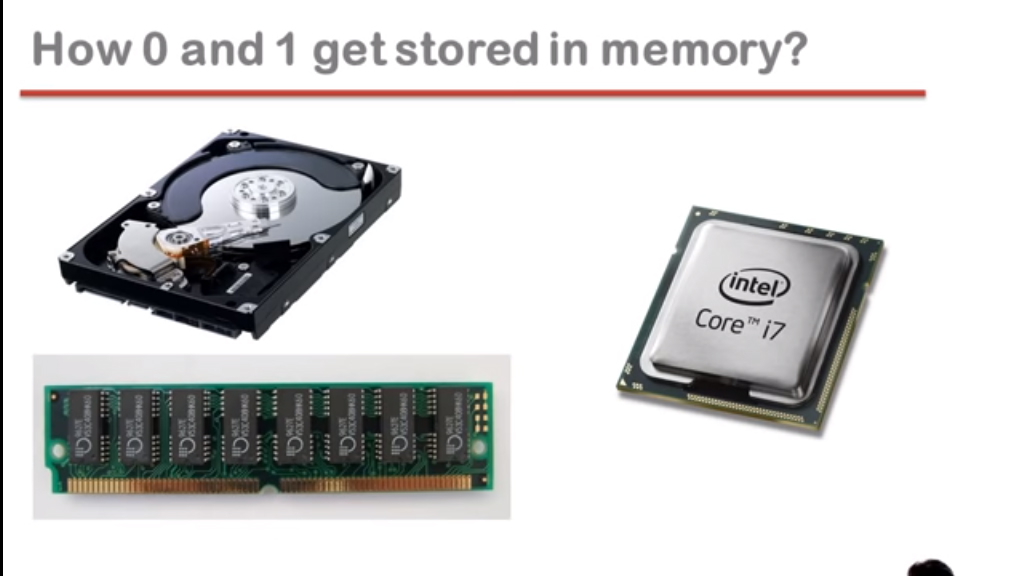 How 0 and 1 get stored in memory?
intel
Core™ i7